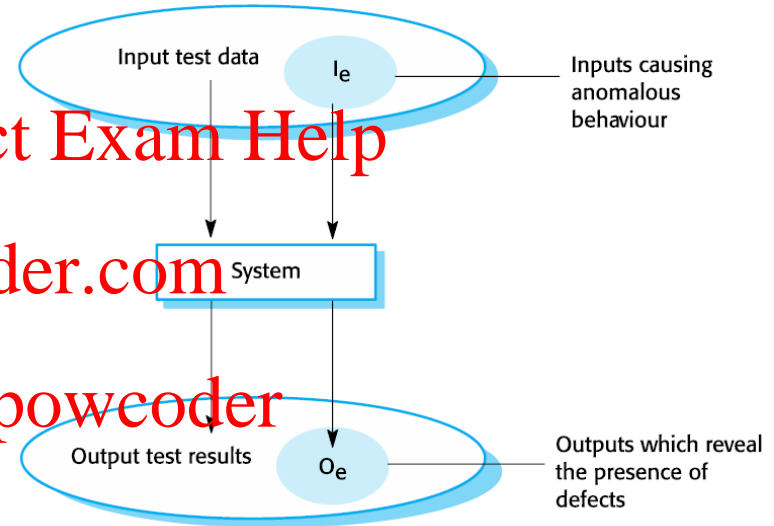 Input test data
Ie
Inputs causing
anomalous
behaviour
ct Exam Help
der.com
System
powcoder
Output test results
Oe
Outputs which reveal
the presence of
defects